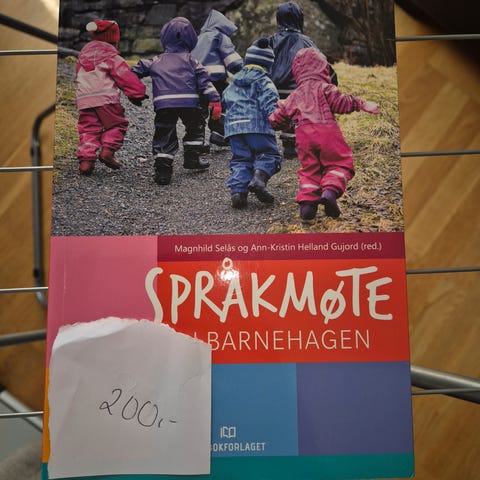 Magnhild Selås og Ann-Kristin Helland Gujord (red.)
SPRÅKMØTE
I BARNEHAGEN
200,-
BOKFORLAGET